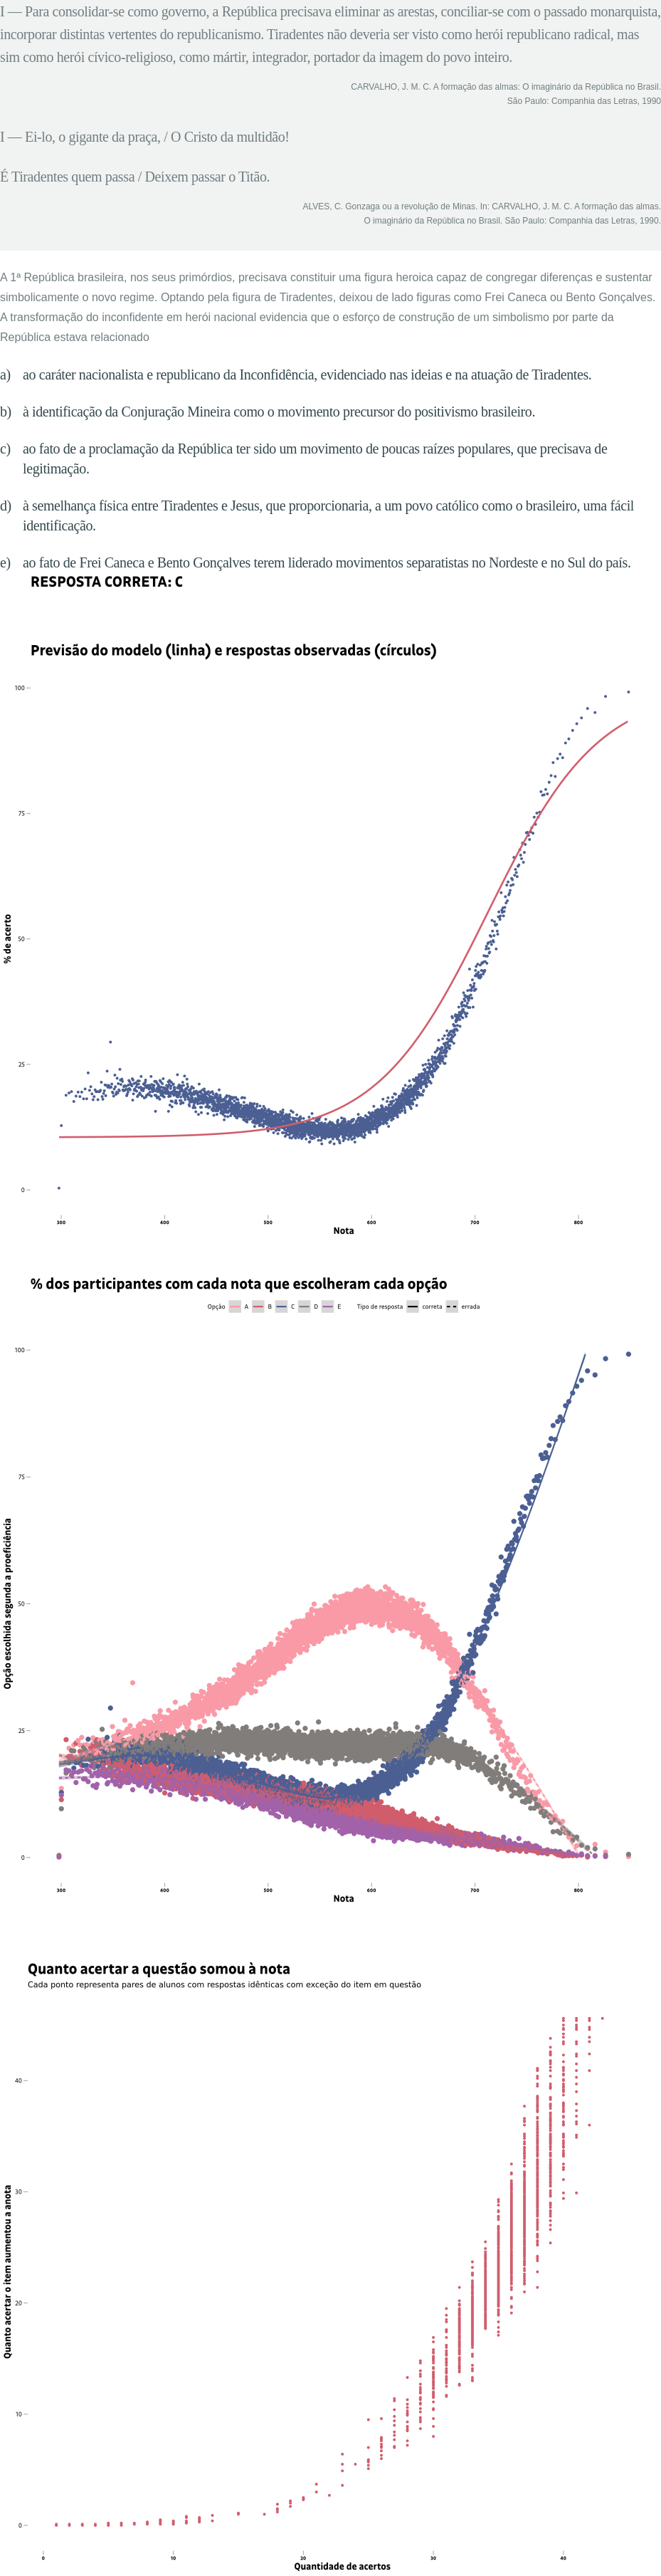 I — Para consolidar-se como governo, a República precisava eliminar as arestas, conciliar-se com o passado monarquista,
incorporar distintas vertentes do republicanismo. Tiradentes não deveria ser visto como herói republicano radical, mas
sim como herói cívico-religioso, como mártir, integrador, portador da imagem do povo inteiro.
CARVALHO, J. M. C. A formação das almas: O imaginário da República no Brasil.
São Paulo: Companhia das Letras, 1990
I — Ei-lo, o gigante da praça, / O Cristo da multidão!
É Tiradentes quem passa / Deixem passar o Titão.
ALVES, C. Gonzaga ou a revolução de Minas. In: CARVALHO, J. M. C. A formação das almas.
O imaginário da República no Brasil. São Paulo: Companhia das Letras, 1990.
A 1ª República brasileira, nos seus primórdios, precisava constituir uma figura heroica capaz de congregar diferenças e sustentar
simbolicamente o novo regime. Optando pela figura de Tiradentes, deixou de lado figuras como Frei Caneca ou Bento Gonçalves.
A transformação do inconfidente em herói nacional evidencia que o esforço de construção de um simbolismo por parte da
República estava relacionado
a) ao caráter nacionalista e republicano da Inconfidência, evidenciado nas ideias e na atuação de Tiradentes.
b) à identificação da Conjuração Mineira como o movimento precursor do positivismo brasileiro.
c) ao fato de a proclamação da República ter sido um movimento de poucas raízes populares, que precisava de
legitimação.
d) à semelhança física entre Tiradentes e Jesus, que proporcionaria, a um povo católico como o brasileiro, uma fácil
identificação.
e) ao fato de Frei Caneca e Bento Gonçalves terem liderado movimentos separatistas no Nordeste e no Sul do país.
RESPOSTA CORRETA: C
Previsão do modelo (linha) e respostas observadas (círculos)
100
75
50
25
0
% de acerto
300 400 500 600 700 800
Nota
% dos participantes com cada nota que escolheram cada opção
Opção A B C D E Tipo de resposta correta errada
100
75
50
25
0
Opção escolhida segunda a proeficiência
300 400 500 600 700 800
Nota
Quanto acertar a questão somou à nota
Cada ponto representa pares de alunos com respostas idênticas com exceção do item em questão
40
30
20
10
0
Quanto acertar o item aumentou a anota
0 10 20 30 40
Quantidade de acertos